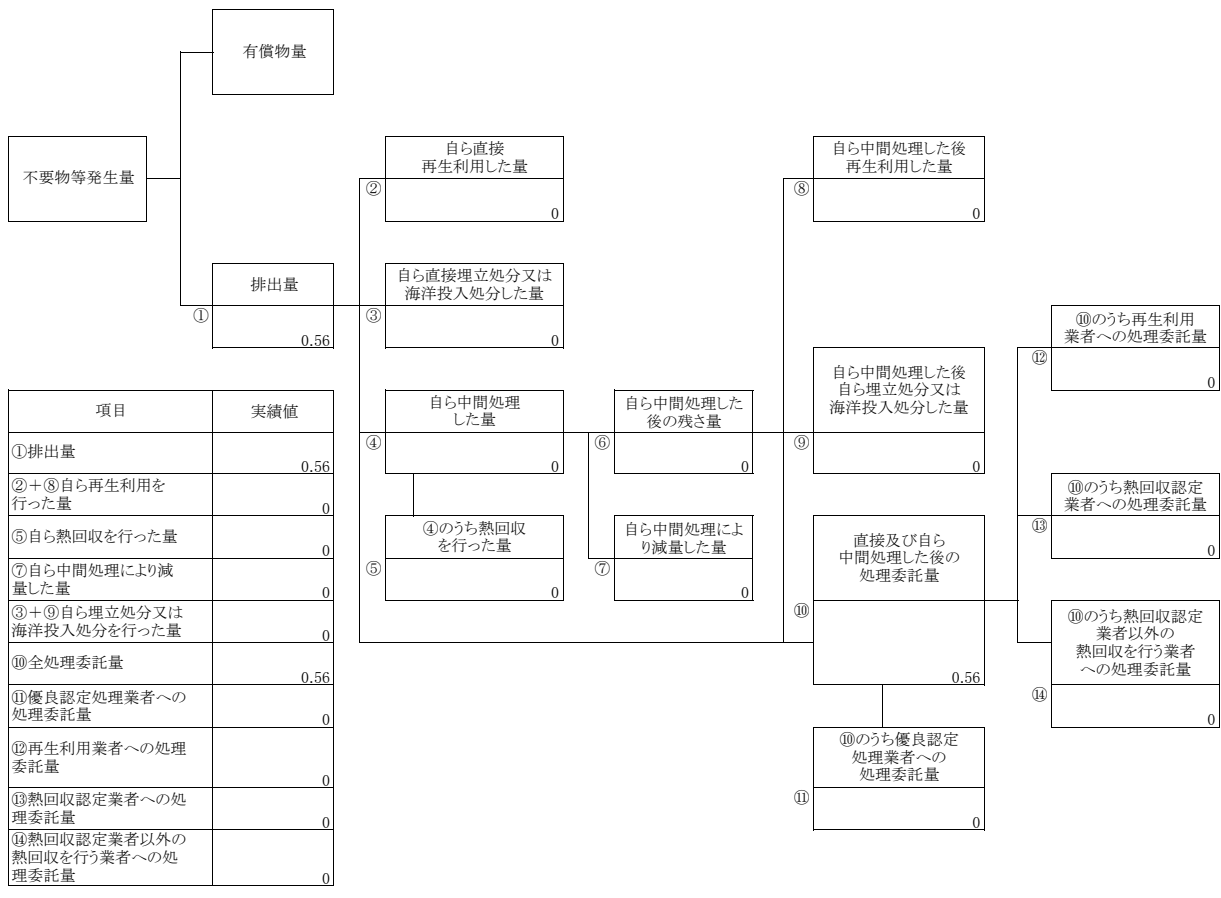 有償物量
不要物等発生量
排出量
①
0.56
自ら直接
再生利用した量
②
0
自ら直接埋立処分又は
海洋投入処分した量
③
0
自ら中間処理
した量
④
0
④のうち熱回収
を行った量
⑤
0
自ら中間処理した
後の残さ量
⑥
0
自ら中間処理によ
り減量した量
⑦
0
自ら中間処理した後
再生利用した量
⑧
0
自ら中間処理した後
自ら埋立処分又は
海洋投入処分した量
⑨
0
直接及び自ら
中間処理した後の
処理委託量
⑩
0.56
⑩のうち優良認定
処理業者への
処理委託量
⑪
0
⑩のうち再生利用
業者への処理委託量
⑫
0
⑩のうち熱回収認定
業者への処理委託量
⑬
0
⑩のうち熱回収認定
業者以外の
熱回収を行う業者
への処理委託量
⑭
0
項目 実績値
①排出量
0.56
②＋⑧自ら再生利用を
行った量
0
⑤自ら熱回収を行った量
0
⑦自ら中間処理により減
量した量
0
③＋⑨自ら埋立処分又は
海洋投入処分を行った量
0
⑩全処理委託量
0.56
⑪優良認定処理業者への
処理委託量
0
⑫再生利用業者への処理
委託量
0
⑬熱回収認定業者への処
理委託量
0
⑭熱回収認定業者以外の
熱回収を行う業者への処
理委託量
0